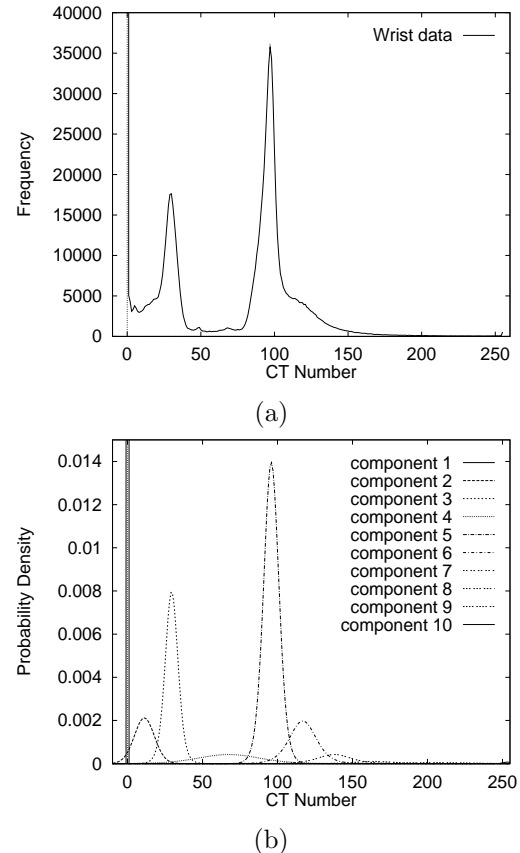 40000
35000
30000
25000
20000
15000
10000
5000
0
Frequency
Wrist data
0 50 100 150 200 250
CT Number
(a)
0.014
0.012
0.01
0.008
0.006
0.004
0.002
0
Probability Density
component 1
component 2
component 3
component 4
component 5
component 6
component 7
component 8
component 9
component 10
0 50 100 150 200 250
CT Number
(b)